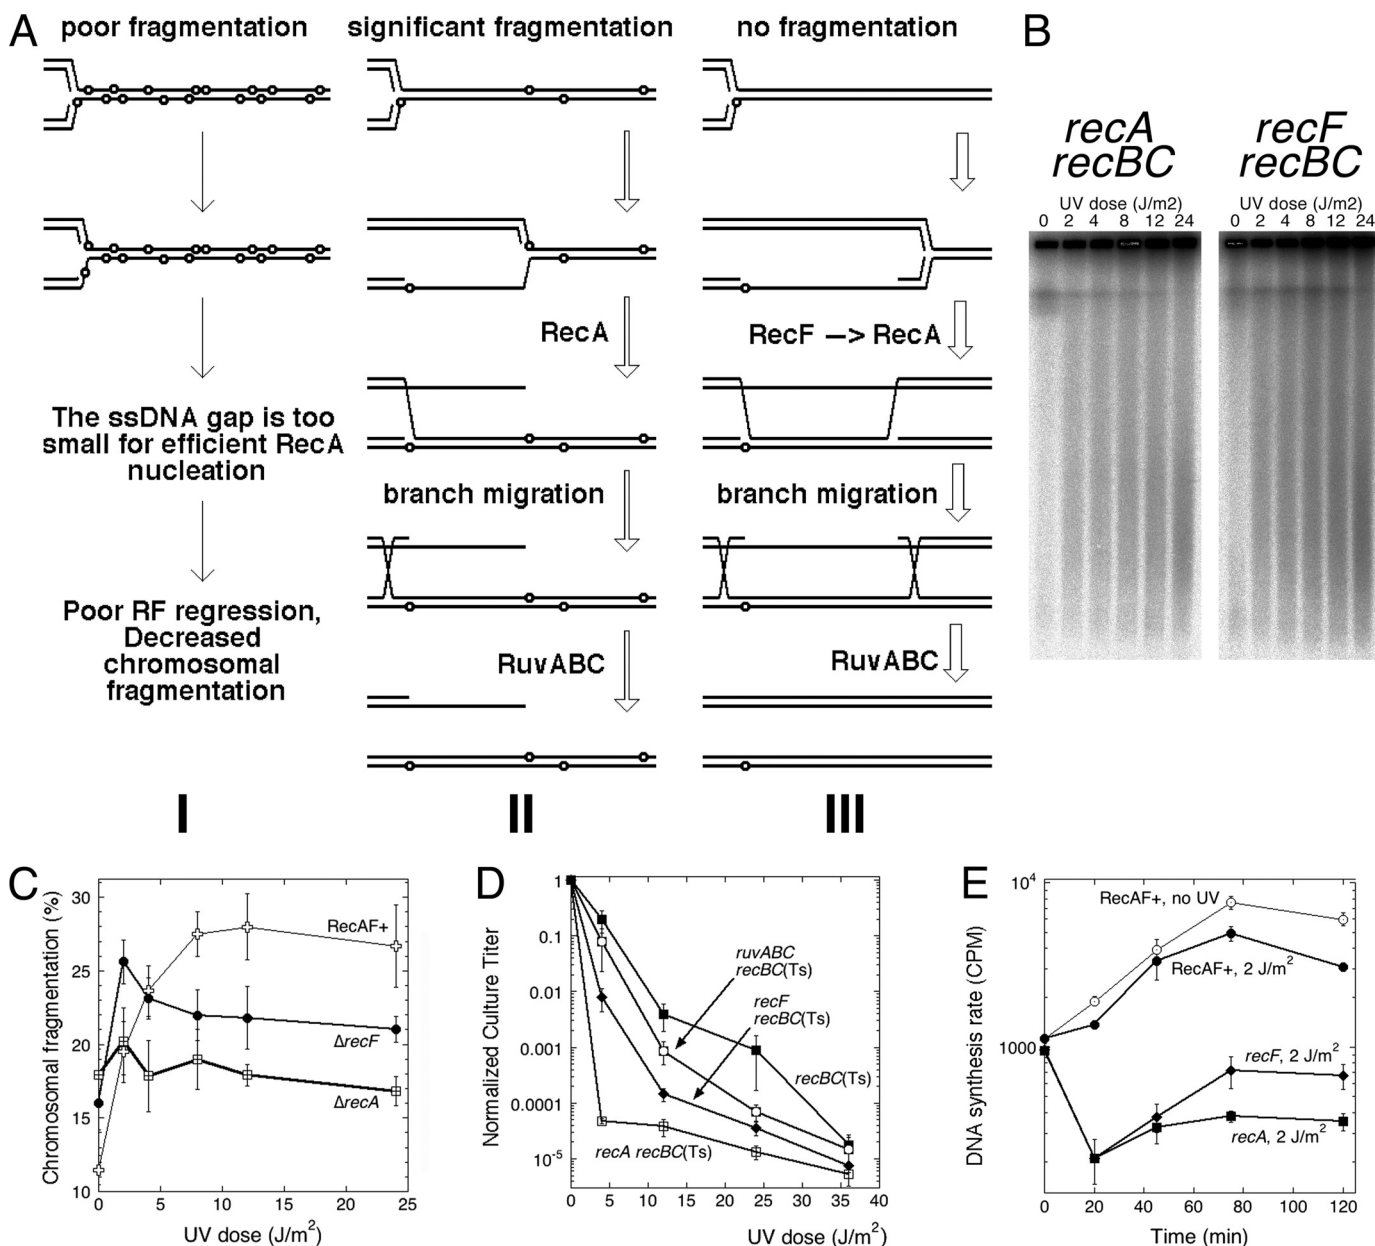 A
poor fragmentation
significant fragmentation
no fragmentation
RecA
RecF —> RecA
The ssDNA gap is too
small for efficient RecA
nucleation
branch migration
branch migration
Poor RF regression,
Decreased
chromosomal
fragmentation
RuvABC
RuvABC
I
II
III
B
recA
recBC
recF
recBC
UV dose (J/m2)
UV dose (J/m2)
0 2 4 8 12 24
0 2 4 8 12 24
C
Chromosomal fragmentation (%)
30
25
20
15
10
RecAF+
ΔrecF
ΔrecA
0 5 10 15 20 25
UV dose (J/m²)
D
Normalized Culture Titer
1
0.1
0.01
0.001
0.0001
10⁻⁵
ruvABC
recBC(Ts)
recF
recBC(Ts)
recBC(Ts)
recA recBC(Ts)
0 5 10 15 20 25 30 35 40
UV dose (J/m²)
E
DNA synthesis rate (CPM)
10⁴
1000
RecAF+, no UV
RecAF+, 2 J/m²
recF, 2 J/m²
recA, 2 J/m²
0 20 40 60 80 100 120
Time (min)